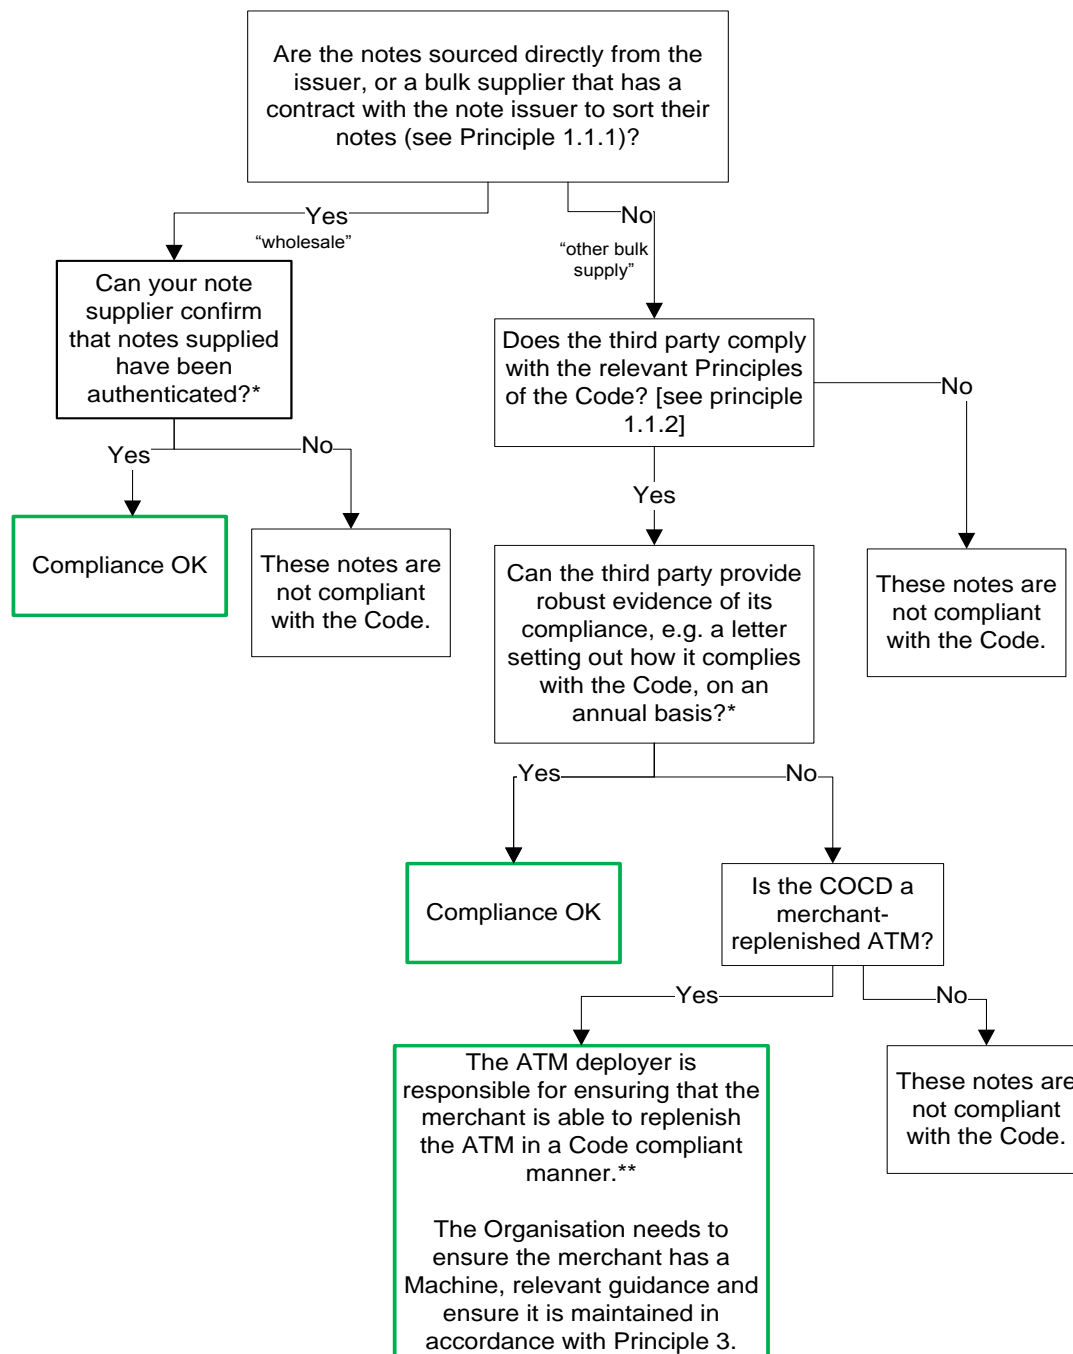 Are the notes sourced directly from the
issuer, or a bulk supplier that has a
contract with the note issuer to sort their
notes (see Principle 1.1.1)?
Yes
“wholesale”
No
“other bulk
supply”
Can your note
supplier confirm
that notes supplied
have been
authenticated?*
Does the third party comply
with the relevant Principles
of the Code? [see principle
1.1.2]
No
Yes
No
Yes
Compliance OK
These notes are
not compliant
with the Code.
Can the third party provide
robust evidence of its
compliance, e.g. a letter
setting out how it complies
with the Code, on an
annual basis?*
These notes are
not compliant
with the Code.
Yes
No
Compliance OK
Is the COCD a
merchant-
replenished ATM?
Yes
No
The ATM deployer is
responsible for ensuring that the
merchant is able to replenish
the ATM in a Code compliant
manner.**
The Organisation needs to
ensure the merchant has a
Machine, relevant guidance and
ensure it is maintained in
accordance with Principle 3.
These notes are
not compliant
with the Code.